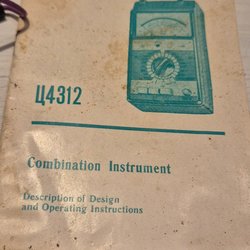 Ц4312
Combination Instrument
Description of Design
and Operating Instructions